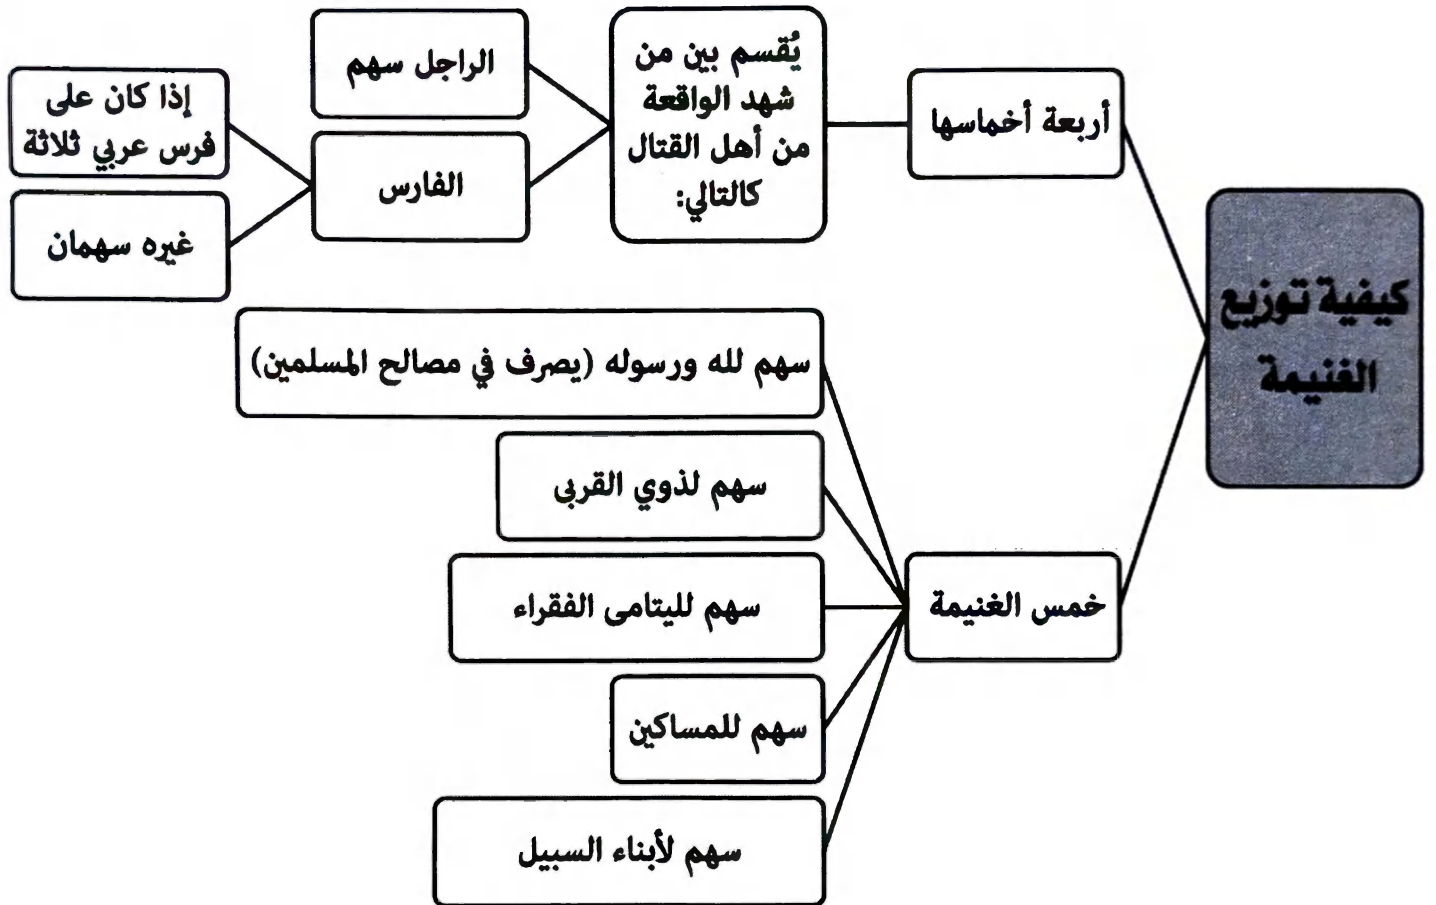 كيفية توزيع
الغنيمة
أربعة أخماسها
يُقسم بين من
شهد الواقعة
من أهل القتال
كالتالي:
الراجل سهم
الفارس
إذا كان على
فرس عربي ثلاثة
غيره سهمان
خمس الغنيمة
سهم لله ورسوله (يصرف في مصالح المسلمين)
سهم لذوي القربى
سهم لليتامى الفقراء
سهم للمساكين
سهم لأبناء السبيل